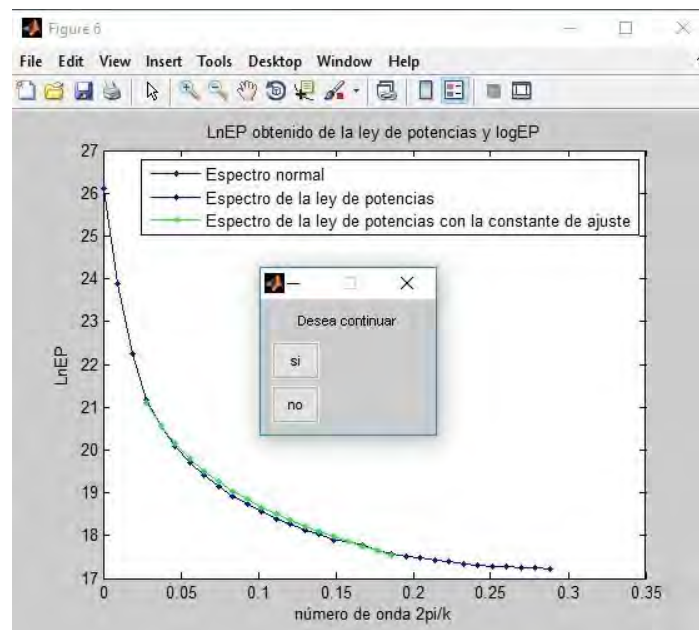 Figure 6
File Edit View Insert Tools Desktop Window Help
LnEP obtenido de la ley de potencias y logEP
Espectro normal
Espectro de la ley de potencias
Espectro de la ley de potencias con la constante de ajuste
27
26
25
24
23
22
21
20
19
18
17
LnEP
Desea continuar
si
no
0 0.05 0.1 0.15 0.2 0.25 0.3 0.35
número de onda 2pi/k